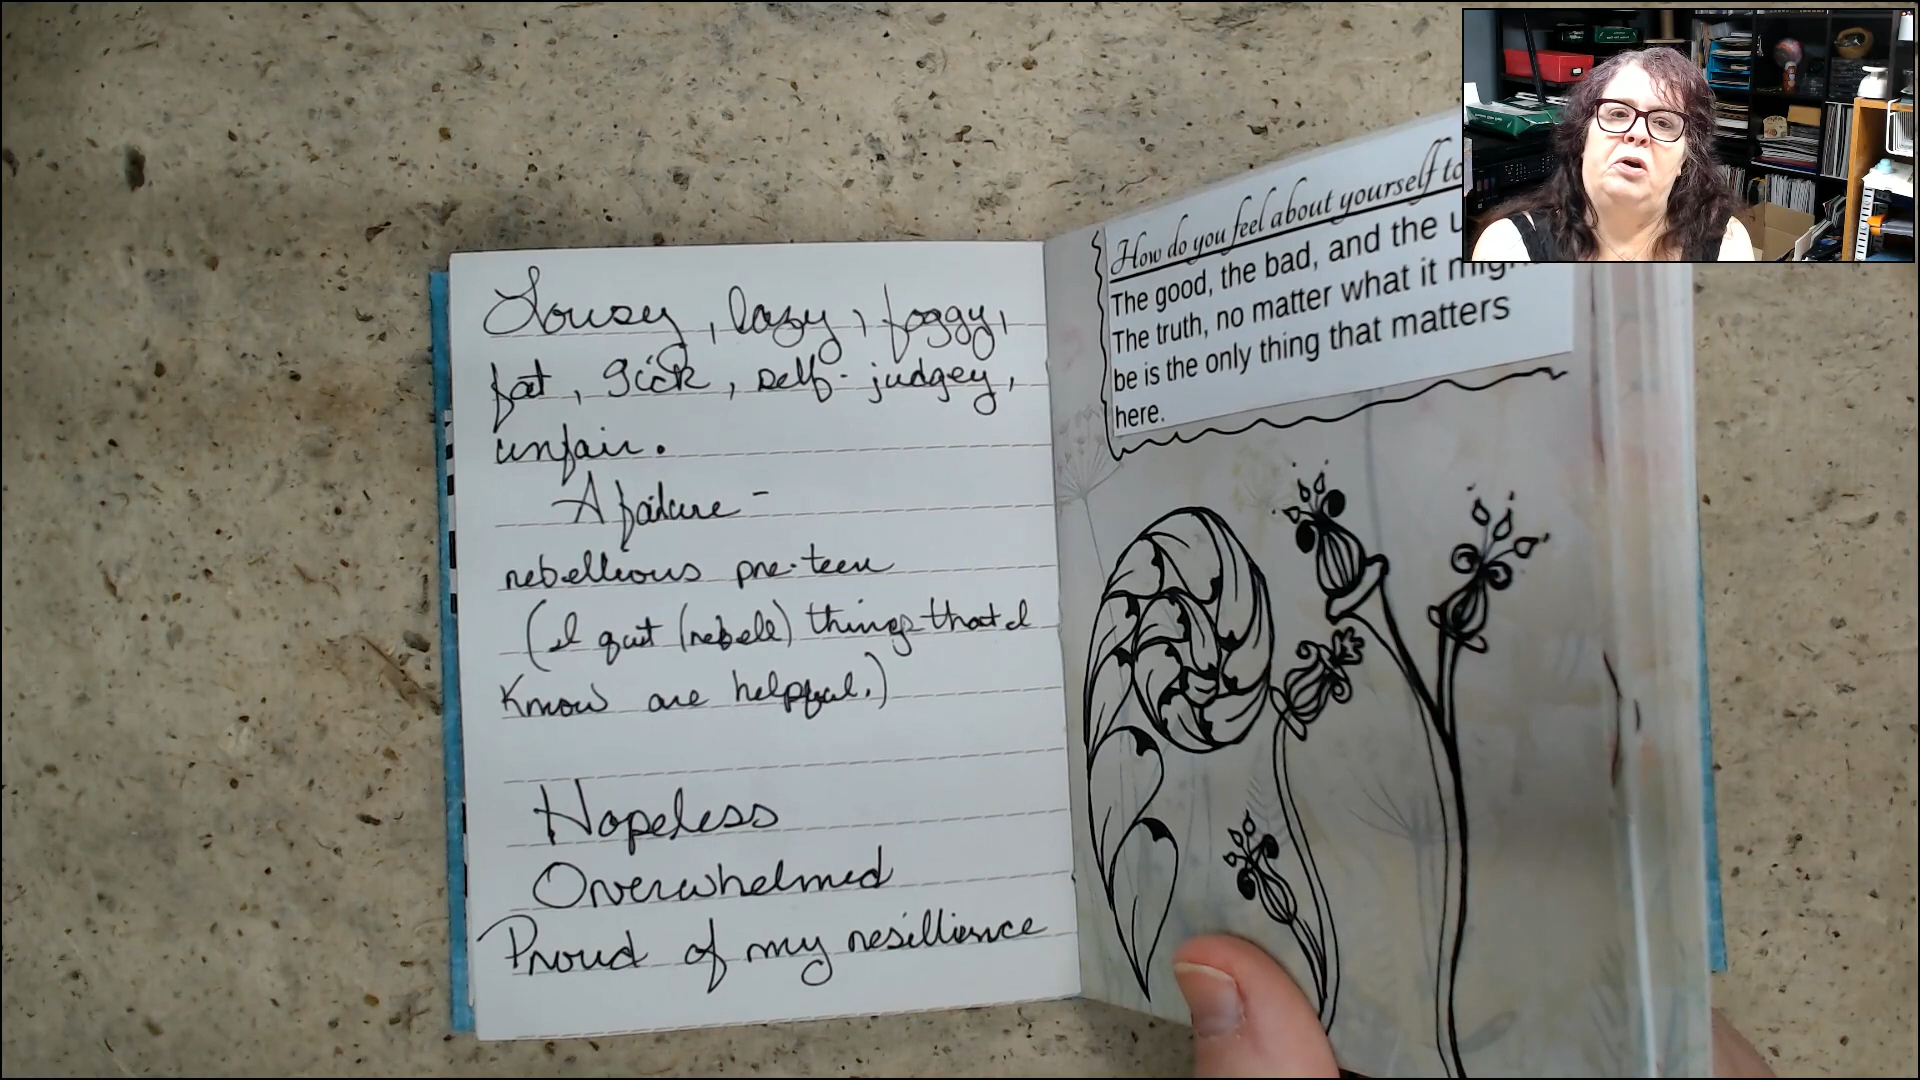 Lousy, lazy, foggy,
fat, sick, self-judgey,
unfair.
A failure -
rebellious pre-teen
(I quit (rebell) things that I
know are helpful.)
Hopeless
Overwhelmed
Proud of my resillience
How do you feel about yourself
The good, the bad, and the
The truth, no matter what it
be is the only thing that matters
here.